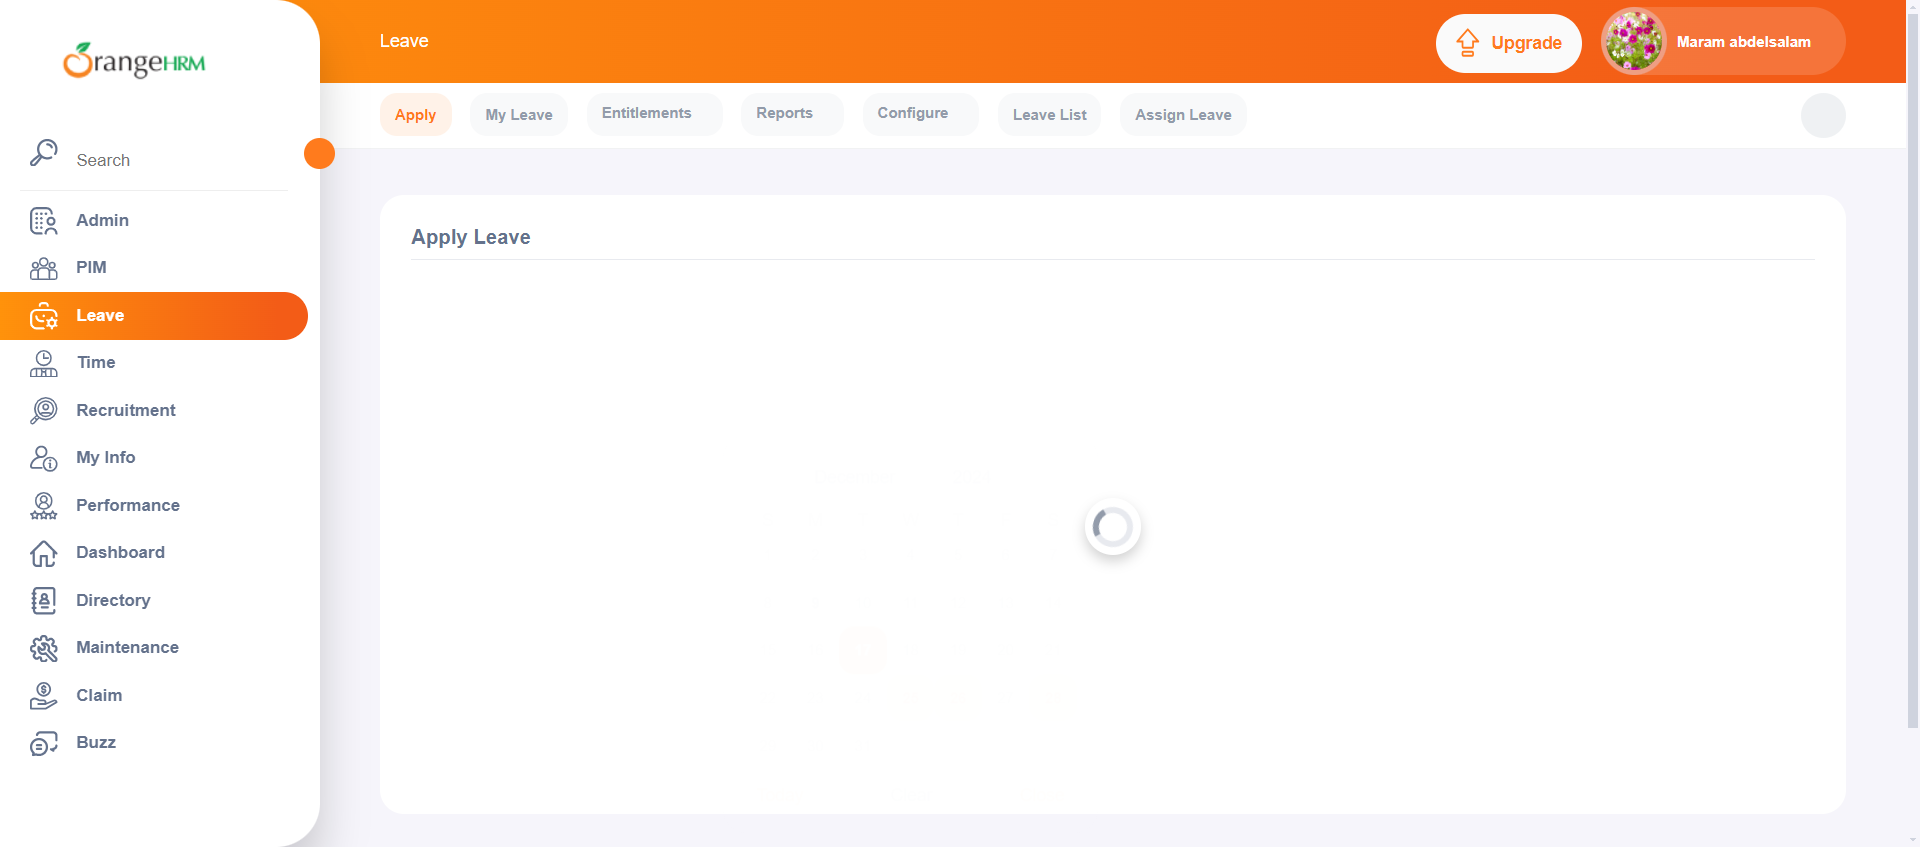 OrangeHRM
Leave
Upgrade
Maram abdelsalam
Apply
My Leave
Entitlements
Reports
Configure
Leave List
Assign Leave
Search
Admin
PIM
Leave
Time
Recruitment
My Info
Performance
Dashboard
Directory
Maintenance
Claim
Buzz
Apply Leave